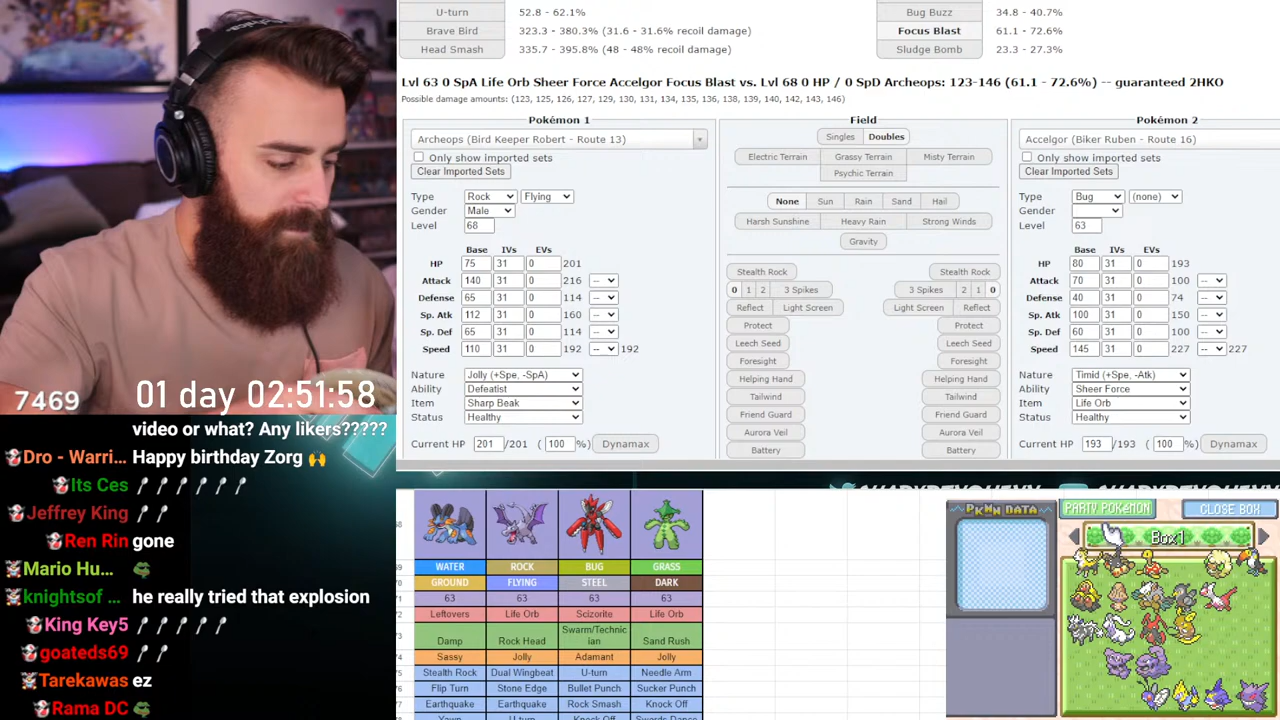 U-turn 52.8 - 62.1%
Brave Bird 323.3 - 380.3% (31.6 - 31.6% recoil damage)
Head Smash 335.7 - 395.8% (48 - 48% recoil damage)
Bug Buzz 34.8 - 40.7%
Focus Blast 61.1 - 72.6%
Sludge Bomb 23.3 - 27.3%
Lvl 63 0 SpA Life Orb Sheer Force Accelgor Focus Blast vs. Lvl 68 0 HP / 0 SpD Archeops: 123-146 (61.1 - 72.6%) -- guaranteed 2HKO
Possible damage amounts: (123, 125, 126, 127, 129, 130, 131, 134, 135, 136, 138, 139, 140, 142, 143, 146)
Pokémon 1
Archeops (Bird Keeper Robert - Route 13)
Only show imported sets
Clear Imported Sets
Type Rock Flying
Gender Male
Level 68
Base IVs EVs
HP 75 31 0 201
Attack 140 31 0 216 --
Defense 65 31 0 114 --
Sp. Atk 112 31 0 160 --
Sp. Def 65 31 0 114 --
Speed 110 31 0 192 -- 192
Nature Jolly (+Spe, -SpA)
Ability Defeatist
Item Sharp Beak
Status Healthy
Current HP 201 /201 ( 100 %) Dynamax
Field
Singles Doubles
Electric Terrain Grassy Terrain Misty Terrain
Psychic Terrain
None Sun Rain Sand Hail
Harsh Sunshine Heavy Rain Strong Winds
Gravity
Stealth Rock Stealth Rock
0 1 2 3 Spikes 3 Spikes 2 1 0
Reflect Light Screen Light Screen Reflect
Protect Protect
Leech Seed Leech Seed
Foresight Foresight
Helping Hand Helping Hand
Tailwind Tailwind
Friend Guard Friend Guard
Aurora Veil Aurora Veil
Battery Battery
Pokémon 2
Accelgor (Biker Ruben - Route 16)
Only show imported sets
Clear Imported Sets
Type Bug (none)
Gender
Level 63
Base IVs EVs
HP 80 31 0 193
Attack 70 31 0 100 --
Defense 40 31 0 74 --
Sp. Atk 100 31 0 150 --
Sp. Def 60 31 0 100 --
Speed 145 31 0 227 -- 227
Nature Timid (+Spe, -Atk)
Ability Sheer Force
Item Life Orb
Status Healthy
Current HP 193 /193 ( 100 %) Dynamax
7469
01 day 02:51:58
video or what? Any likers?????
Dro - Warri... Happy birthday Zorg
Its Ces
Jeffrey King
Ren Rin gone
Mario Hu...
knightsof ... he really tried that explosion
King Key5
goateds69
Tarekawas ez
Rama DC
WATER ROCK BUG GRASS
GROUND FLYING STEEL DARK
63 63 63 63
Leftovers Life Orb Scizorite Life Orb
Damp Rock Head Swarm/Technician Sand Rush
Sassy Jolly Adamant Jolly
Stealth Rock Dual Wingbeat U-turn Needle Arm
Flip Turn Stone Edge Bullet Punch Sucker Punch
Earthquake Earthquake Rock Smash Knock Off
Yawn U-turn Knock Off Swords Dance
PKMN DATA
PARTY POKéMON
CLOSE BOX
Box1